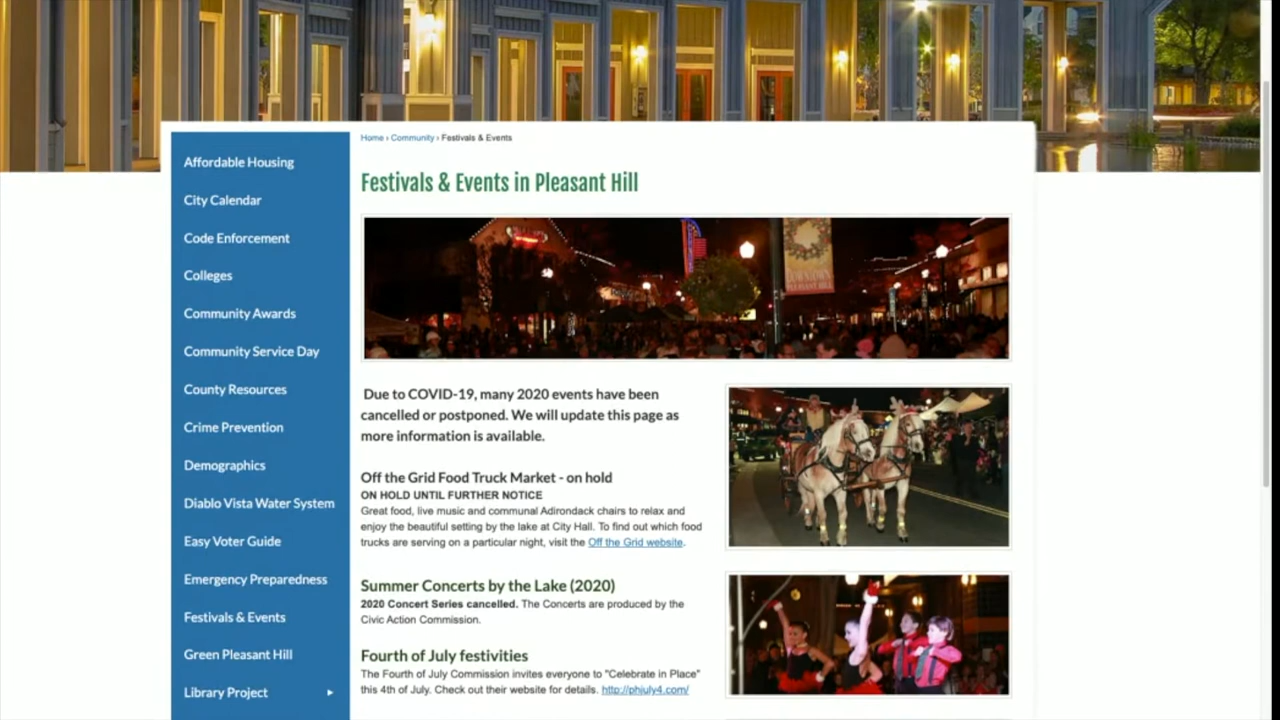 Home › Community › Festivals & Events
Affordable Housing
City Calendar
Code Enforcement
Colleges
Community Awards
Community Service Day
County Resources
Crime Prevention
Demographics
Diablo Vista Water System
Easy Voter Guide
Emergency Preparedness
Festivals & Events
Green Pleasant Hill
Library Project
Festivals & Events in Pleasant Hill
DOWNTOWN
PLEASANT HILL
Due to COVID-19, many 2020 events have been
cancelled or postponed. We will update this page as
more information is available.
Off the Grid Food Truck Market - on hold
ON HOLD UNTIL FURTHER NOTICE
Great food, live music and communal Adirondack chairs to relax and
enjoy the beautiful setting by the lake at City Hall. To find out which food
trucks are serving on a particular night, visit the Off the Grid website.
Summer Concerts by the Lake (2020)
2020 Concert Series cancelled. The Concerts are produced by the
Civic Action Commission.
Fourth of July festivities
The Fourth of July Commission invites everyone to "Celebrate in Place"
this 4th of July. Check out their website for details. http://phjuly4.com/